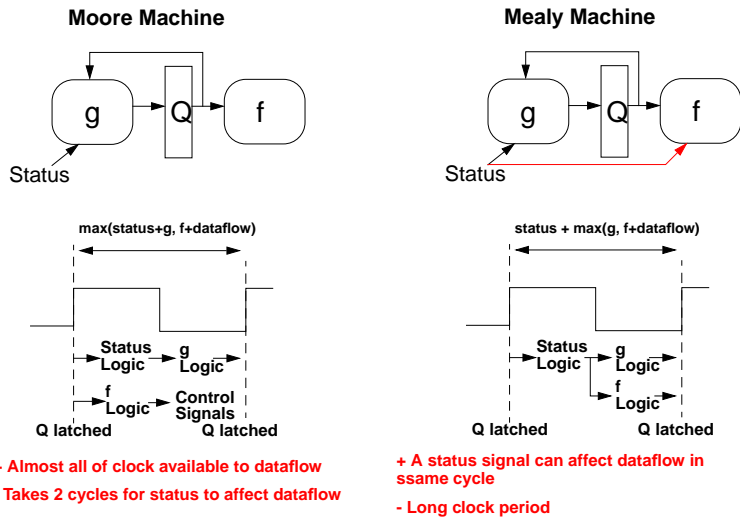 Moore Machine
g
Q
f
Status
max(status+g, f+dataflow)
Status
Logic
g
Logic
f
Logic
Control
Signals
Q latched
Q latched
- Almost all of clock available to dataflow
Takes 2 cycles for status to affect dataflow
Mealy Machine
g
Q
f
Status
status + max(g, f+dataflow)
Status
Logic
g
Logic
f
Logic
Q latched
Q latched
+ A status signal can affect dataflow in
ssame cycle
- Long clock period